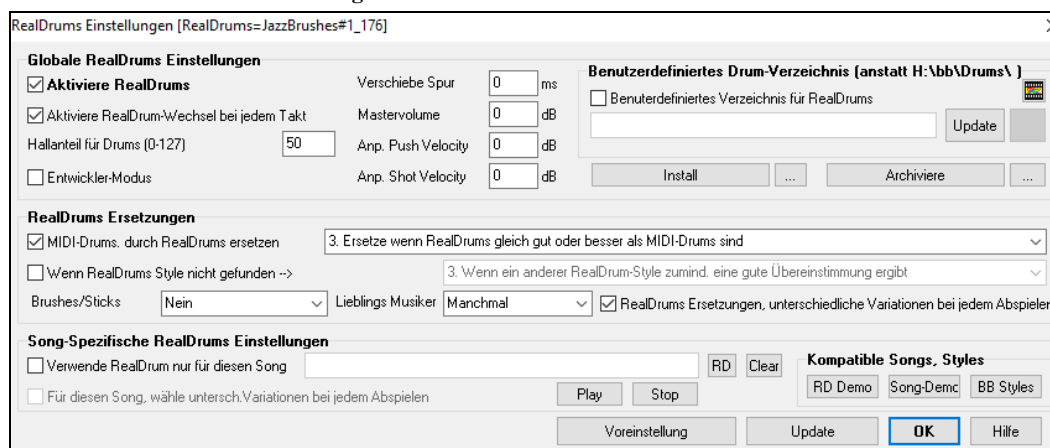 RealDrums Einstellungen [RealDrums=JazzBrushes#1_176]
Globale RealDrums Einstellungen
Aktiviere RealDrums
Aktiviere RealDrum-Wechsel bei jedem Takt
Hallanteil für Drums (0-127) 50
Entwickler-Modus
Verschiebe Spur 0 ms
Mastervolume 0 dB
Anp. Push Velocity 0 dB
Anp. Shot Velocity 0 dB
Benutzerdefiniertes Drum-Verzeichnis (anstatt H:\bb\Drums\ )
Benuterdefiniertes Verzeichnis für RealDrums
Update
Install ... Archiviere ...
RealDrums Ersetzungen
MIDI-Drums. durch RealDrums ersetzen 3. Ersetze wenn RealDrums gleich gut oder besser als MIDI-Drums sind
Wenn RealDrums Style nicht gefunden --> 3. Wenn ein anderer RealDrum-Style zumind. eine gute Übereinstimmung ergibt
Brushes/Sticks Nein Lieblings Musiker Manchmal RealDrums Ersetzungen, unterschiedliche Variationen bei jedem Abspielen
Song-Spezifische RealDrums Einstellungen
Verwende RealDrum nur für diesen Song RD Clear
Für diesen Song, wähle untersch.Variationen bei jedem Abspielen Play Stop
Kompatible Songs, Styles
RD Demo Song-Demo BB Styles
Voreinstellung Update OK Hilfe